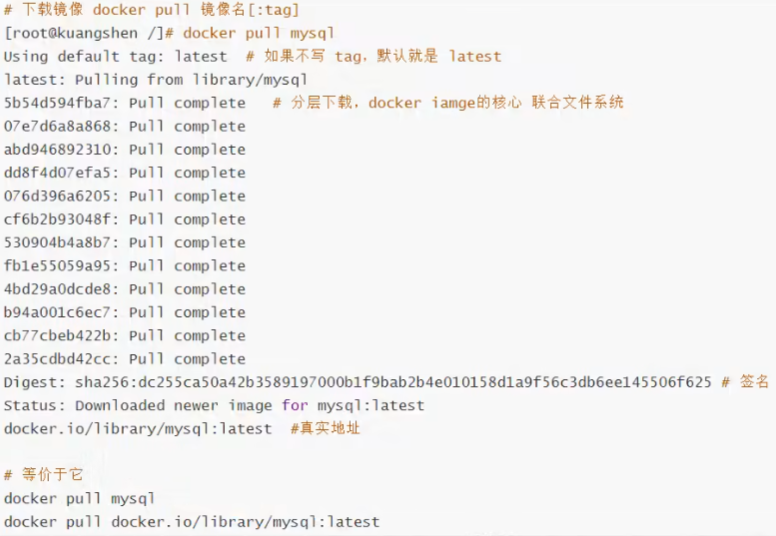 # 下载镜像 docker pull 镜像名[:tag]
[root@kuangshen /]# docker pull mysql
Using default tag: latest  # 如果不写 tag，默认就是 latest
latest: Pulling from library/mysql
5b54d594fba7: Pull complete   # 分层下载，docker iamge的核心 联合文件系统
07e7d6a8a868: Pull complete
abd946892310: Pull complete
dd8f4d07efa5: Pull complete
076d396a6205: Pull complete
cf6b2b93048f: Pull complete
530904b4a8b7: Pull complete
fb1e55059a95: Pull complete
4bd29a0dcde8: Pull complete
b94a001c6ec7: Pull complete
cb77cbeb422b: Pull complete
2a35cdbd42cc: Pull complete
Digest: sha256:dc255ca50a42b3589197000b1f9bab2b4e010158d1a9f56c3db6ee145506f625 # 签名
Status: Downloaded newer image for mysql:latest
docker.io/library/mysql:latest  #真实地址
# 等价于它
docker pull mysql
docker pull docker.io/library/mysql:latest